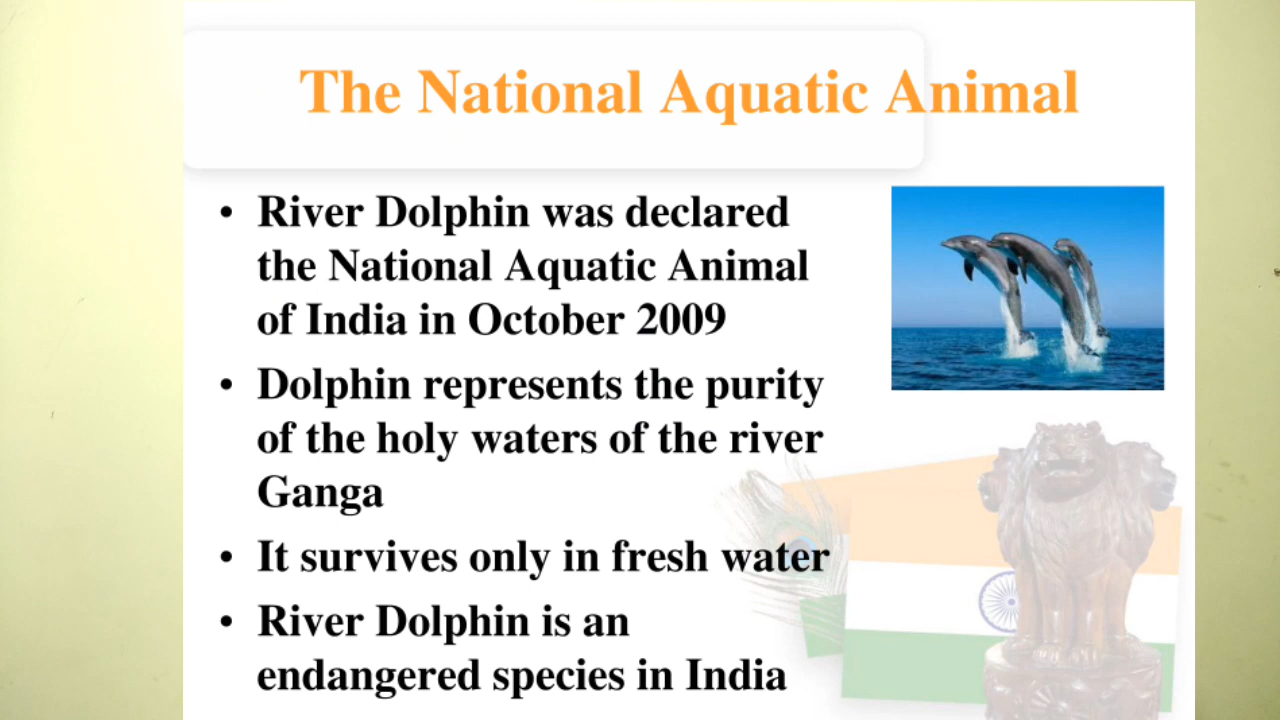 The National Aquatic Animal
• River Dolphin was declared
the National Aquatic Animal
of India in October 2009
• Dolphin represents the purity
of the holy waters of the river
Ganga
• It survives only in fresh water
• River Dolphin is an
endangered species in India